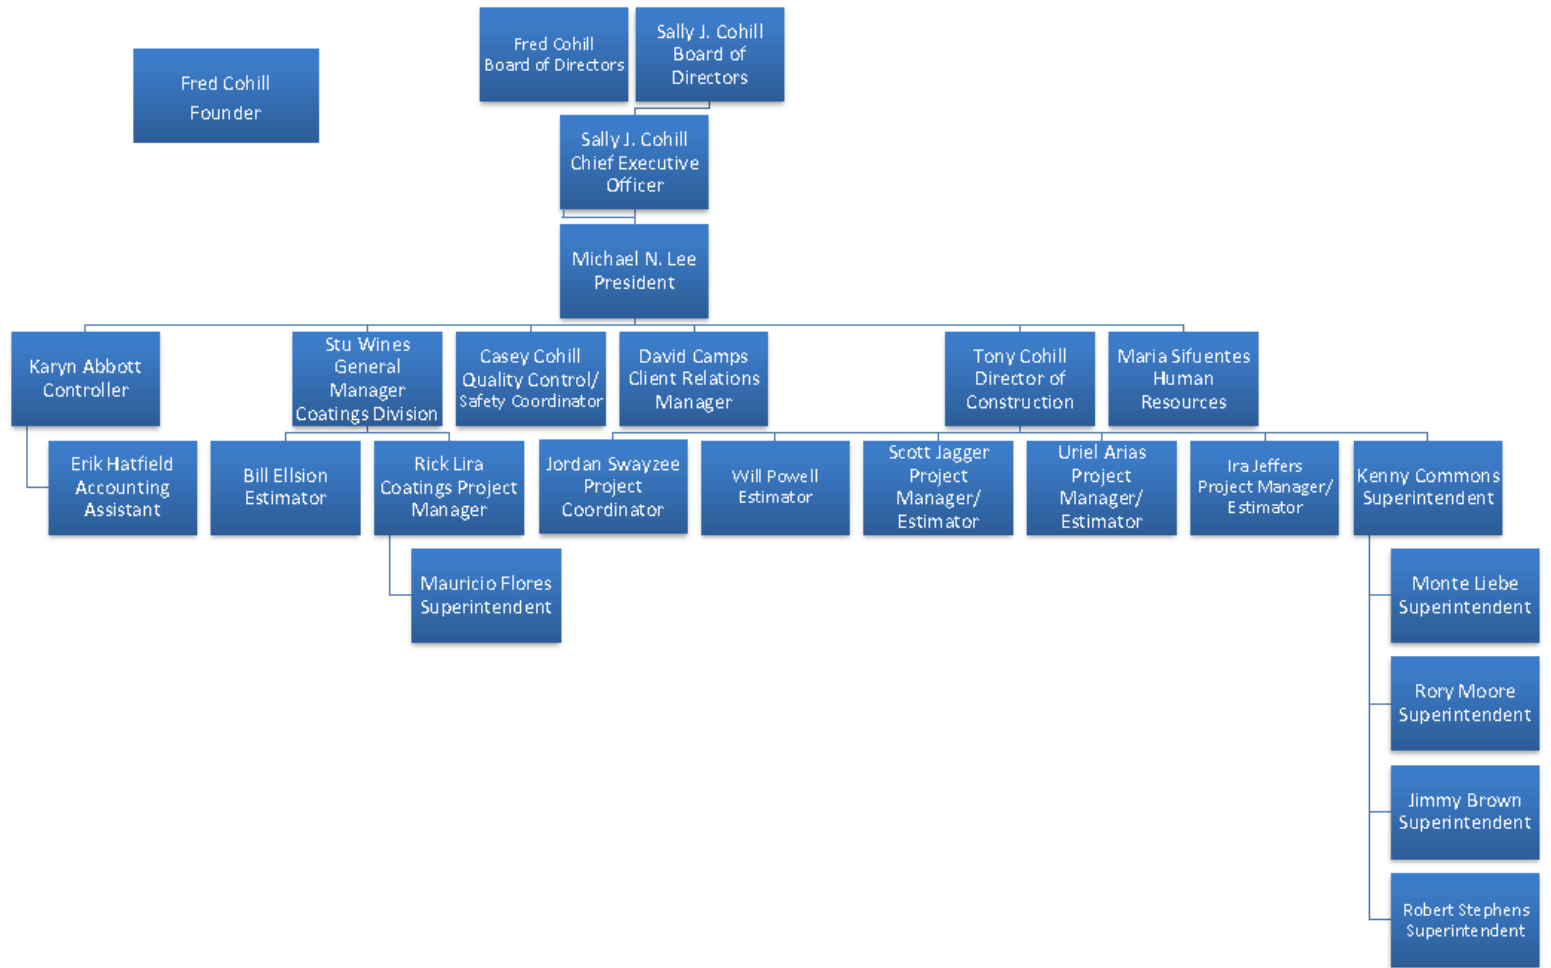 Fred Cohill
Founder
Fred Cohill
Board of Directors
Sally J. Cohill
Board of
Directors
Sally J. Cohill
Chief Executive
Officer
Michael N. Lee
President
Karyn Abbott
Controller
Stu Wines
General
Manager
Coatings Division
Casey Cohill
Quality Control/
Safety Coordinator
David Camps
Client Relations
Manager
Tony Cohill
Director of
Construction
Maria Sifuentes
Human
Resources
Erik Hatfield
Accounting
Assistant
Bill Ellsion
Estimator
Rick Lira
Coatings Project
Manager
Jordan Swayzee
Project
Coordinator
Will Powell
Estimator
Scott Jagger
Project
Manager/
Estimator
Uriel Arias
Project
Manager/
Estimator
Ira Jeffers
Project Manager/
Estimator
Kenny Commons
Superintendent
Mauricio Flores
Superintendent
Monte Liebe
Superintendent
Rory Moore
Superintendent
Jimmy Brown
Superintendent
Robert Stephens
Superintendent